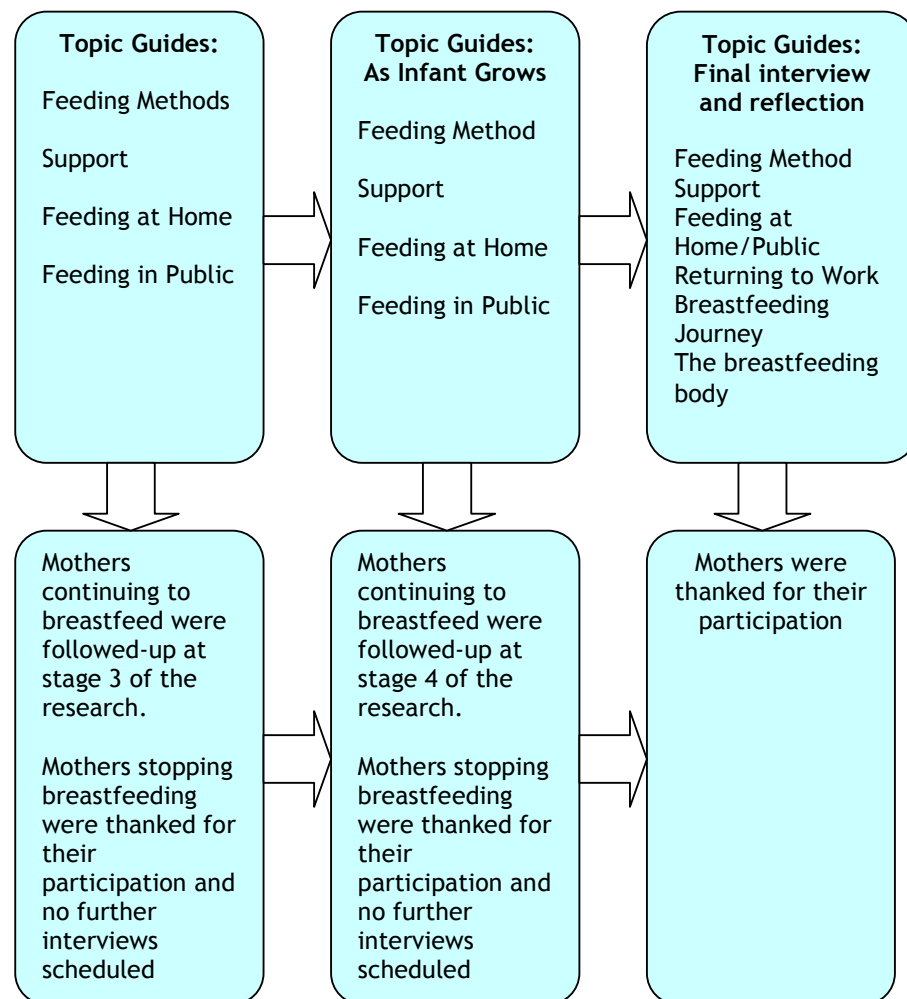 Topic Guides:
Feeding Methods
Support
Feeding at Home
Feeding in Public
Topic Guides:
As Infant Grows
Feeding Method
Support
Feeding at Home
Feeding in Public
Topic Guides:
Final interview
and reflection
Feeding Method
Support
Feeding at
Home/Public
Returning to Work
Breastfeeding
Journey
The breastfeeding
body
Mothers
continuing to
breastfeed were
followed-up at
stage 3 of the
research.
Mothers stopping
breastfeeding
were thanked for
their
participation and
no further
interviews
scheduled
Mothers
continuing to
breastfeed were
followed-up at
stage 4 of the
research.
Mothers stopping
breastfeeding
were thanked for
their
participation and
no further
interviews
scheduled
Mothers were
thanked for their
participation